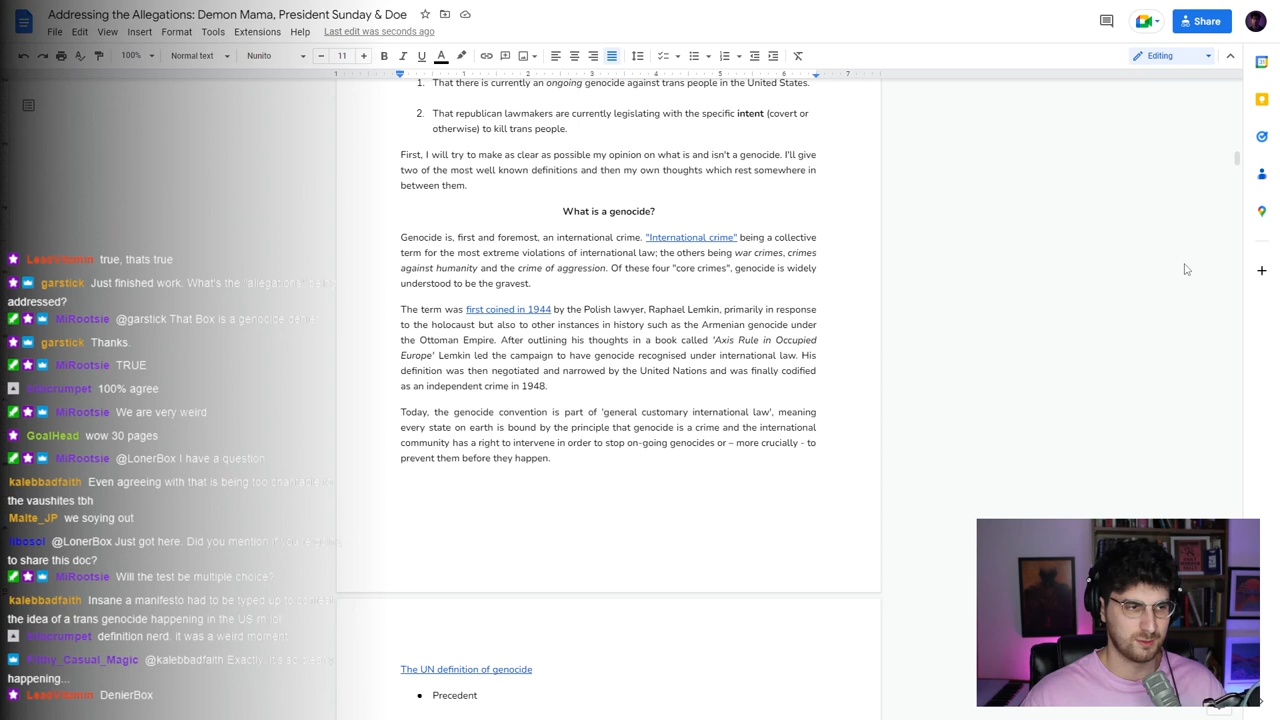 Addressing the Allegations: Demon Mama, President Sunday & Doe
File Edit View Insert Format Tools Extensions Help Last edit was seconds ago
Share
100% Normal text Nunito 11 B I U A Editing
1 1 2 3 4 5 6 7
1. That there is currently an ongoing genocide against trans people in the United States.
2. That republican lawmakers are currently legislating with the specific intent (covert or
otherwise) to kill trans people.
First, I will try to make as clear as possible my opinion on what is and isn't a genocide. I'll give
two of the most well known definitions and then my own thoughts which rest somewhere in
between them.
What is a genocide?
Genocide is, first and foremost, an international crime. "International crime" being a collective
term for the most extreme violations of international law; the others being war crimes, crimes
against humanity and the crime of aggression. Of these four "core crimes", genocide is widely
understood to be the gravest.
The term was first coined in 1944 by the Polish lawyer, Raphael Lemkin, primarily in response
to the holocaust but also to other instances in history such as the Armenian genocide under
the Ottoman Empire. After outlining his thoughts in a book called 'Axis Rule in Occupied
Europe' Lemkin led the campaign to have genocide recognised under international law. His
definition was then negotiated and narrowed by the United Nations and was finally codified
as an independent crime in 1948.
Today, the genocide convention is part of 'general customary international law', meaning
every state on earth is bound by the principle that genocide is a crime and the international
community has a right to intervene in order to stop on-going genocides or – more crucially - to
prevent them before they happen.
The UN definition of genocide
● Precedent
LeadVitamin true, thats true
garstick Just finished work. What's the "allegations"
addressed?
MiRootsie @garstick That Box is a genocide
garstick Thanks.
MiRootsie TRUE
100% agree
MiRootsie We are very weird
GoalHead wow 30 pages
MiRootsie @LonerBox I have a question
kalebbadfaith Even agreeing with that is being too
the vaushites tbh
Malte_JP we soying out
@LonerBox Just got here. Did you mention if you're
to share this doc?
MiRootsie Will the test be multiple choice?
kalebbadfaith Insane a manifesto had to be typed up to
the idea of a trans genocide happening in the US rn lol
definition nerd. it was a weird moment
Filthy_Casual_Magic @kalebbadfaith Exactly. it's so
happening...
LeadVitamin DenierBox